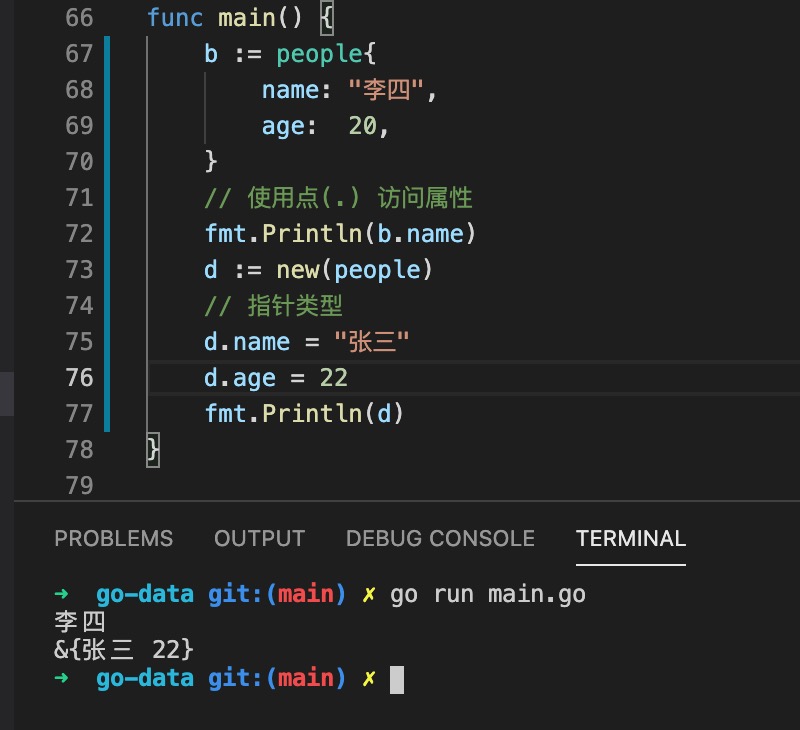 66 func main() {
67     b := people{
68         name: "李四",
69         age:  20,
70     }
71     // 使用点(.) 访问属性
72     fmt.Println(b.name)
73     d := new(people)
74     // 指针类型
75     d.name = "张三"
76     d.age = 22
77     fmt.Println(d)
78 }
79
PROBLEMS OUTPUT DEBUG CONSOLE TERMINAL
➜  go-data git:(main) ✗ go run main.go
李四
&{张三 22}
➜  go-data git:(main) ✗